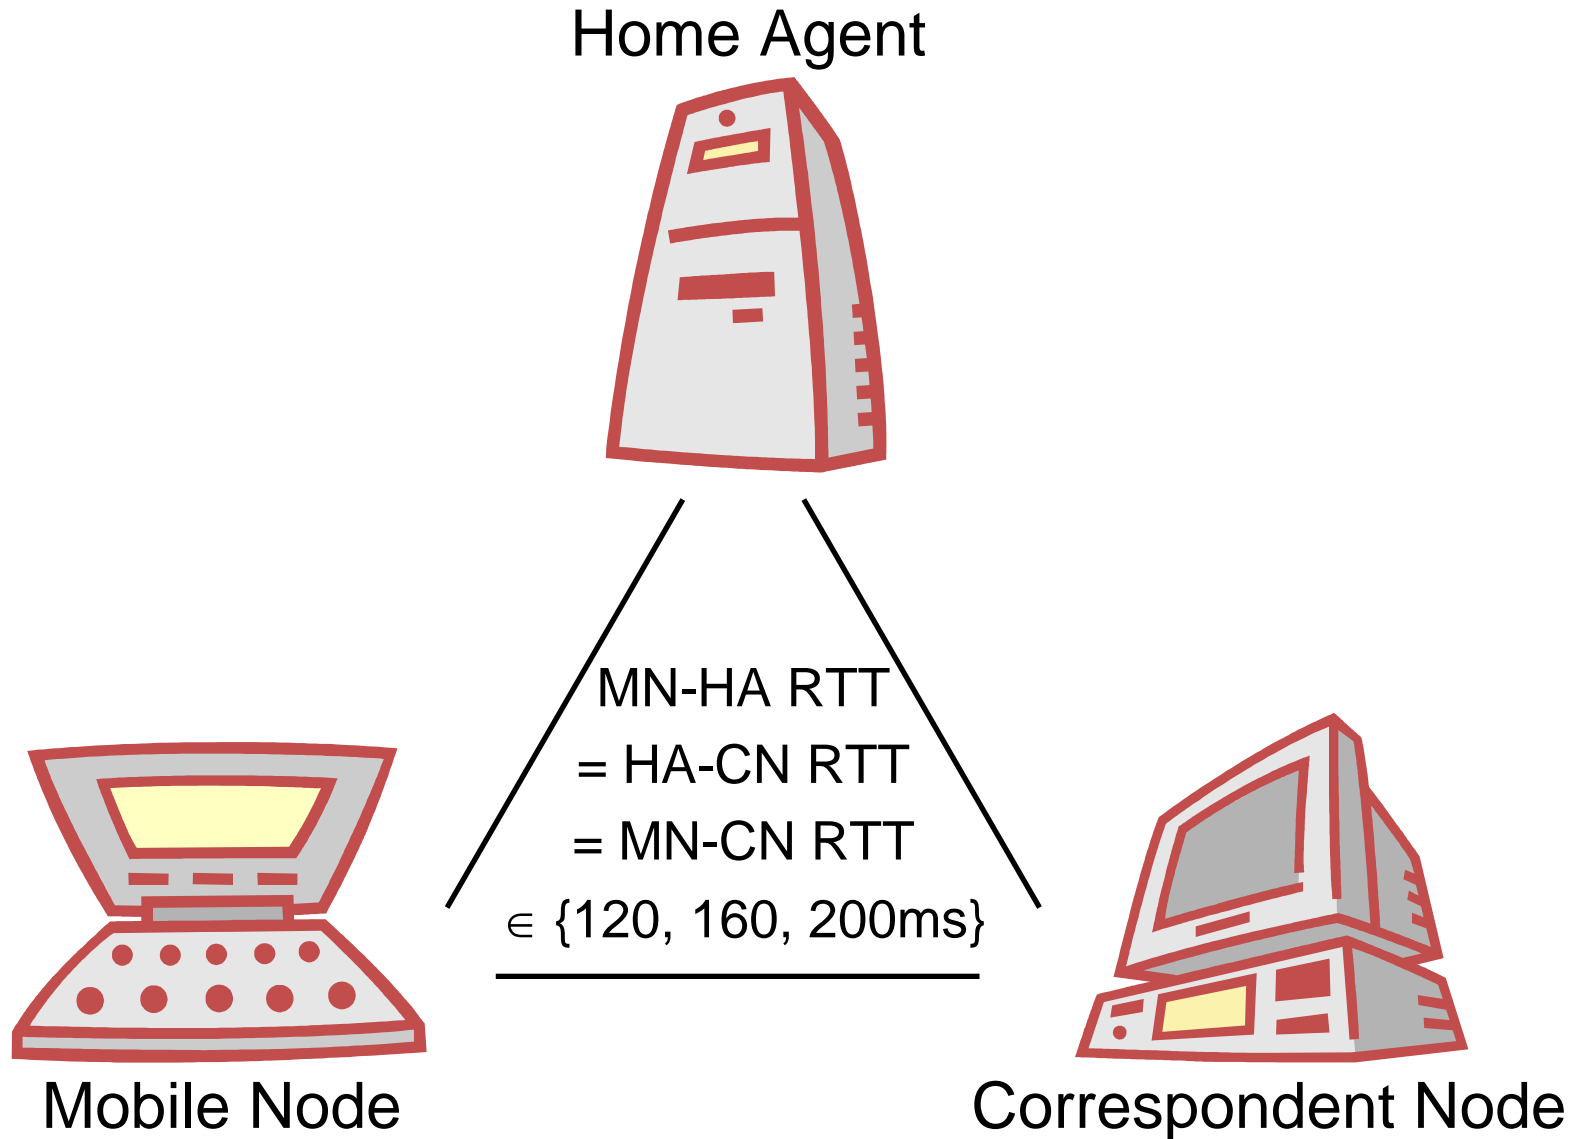 Home Agent
MN-HA RTT
= HA-CN RTT
= MN-CN RTT
∈ {120, 160, 200ms}
Mobile Node
Correspondent Node